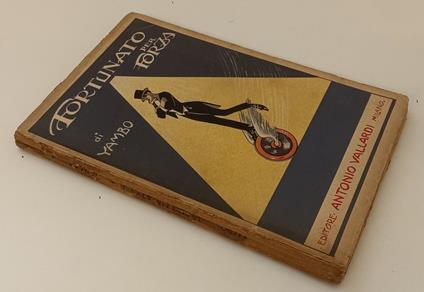 FORTUNATO
PER
FORZA
di
YAMBO
EDITORE: ANTONIO VALLARDI MILANO.